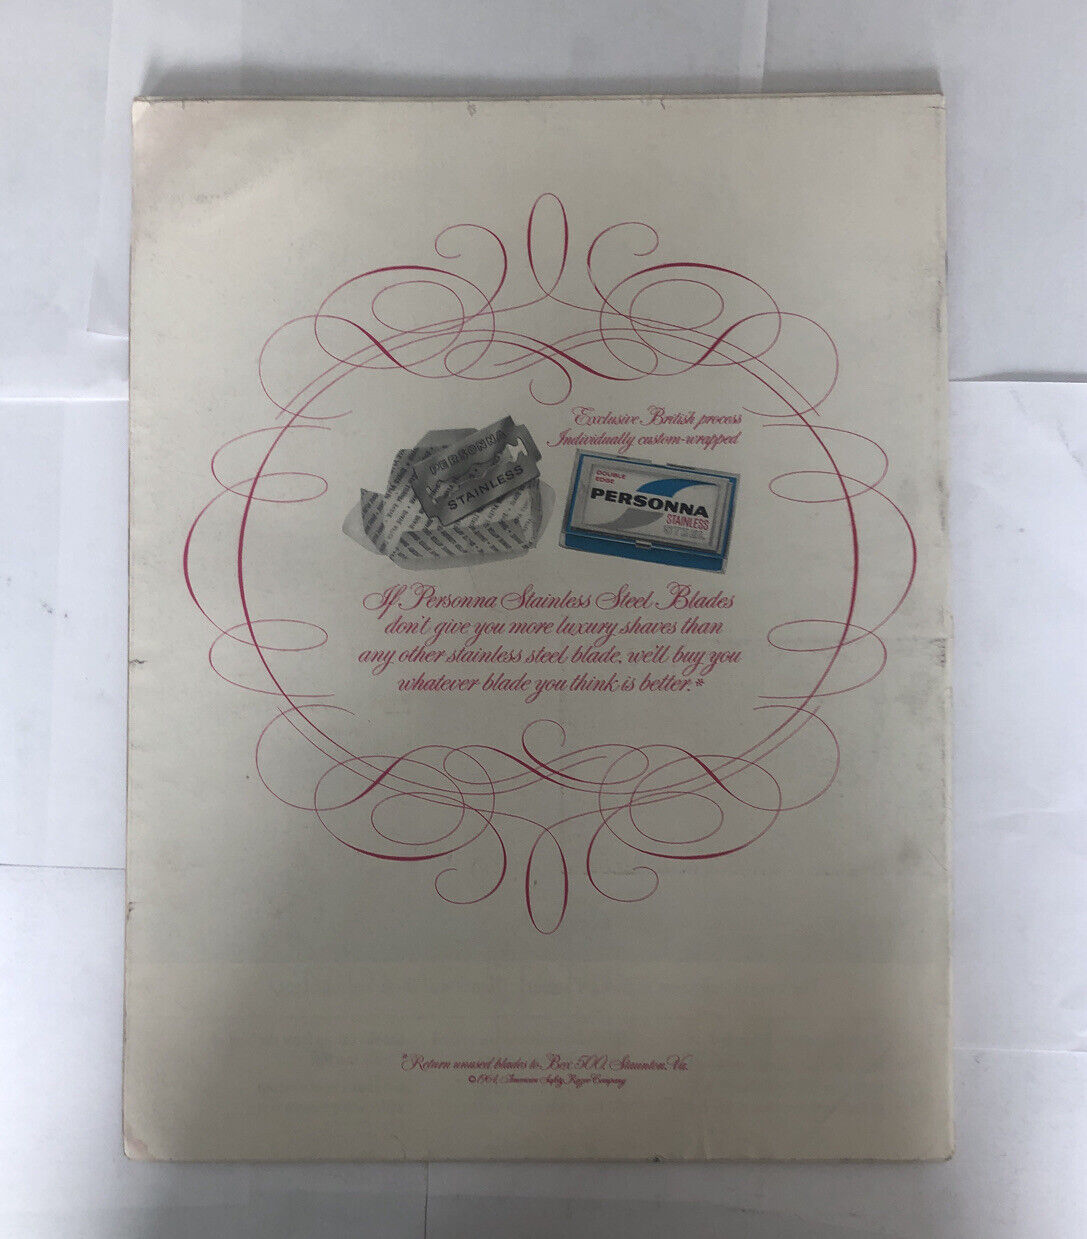 Exclusive British process
Individually custom-wrapped
PERSONNA
STAINLESS
DOUBLE
EDGE
PERSONNA
STAINLESS
STEEL
If Personna Stainless Steel Blades
don't give you more luxury shaves than
any other stainless steel blade, we'll buy you
whatever blade you think is better.*
*Return unused blades to Box 500, Staunton, Va.
©1964, American Safety Razor Company